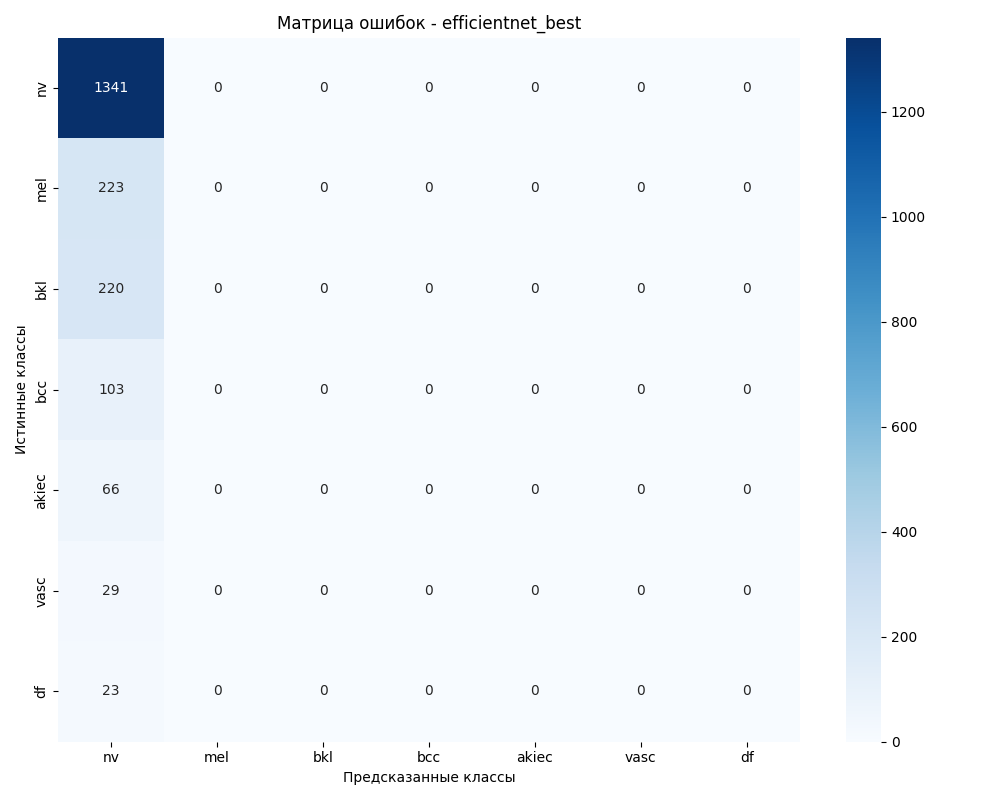 Матрица ошибок - efficientnet_best
Истинные классы
nv 1341 0 0 0 0 0 0
mel 223 0 0 0 0 0 0
bkl 220 0 0 0 0 0 0
bcc 103 0 0 0 0 0 0
akiec 66 0 0 0 0 0 0
vasc 29 0 0 0 0 0 0
df 23 0 0 0 0 0 0
nv mel bkl bcc akiec vasc df
Предсказанные классы
1200
1000
800
600
400
200
0